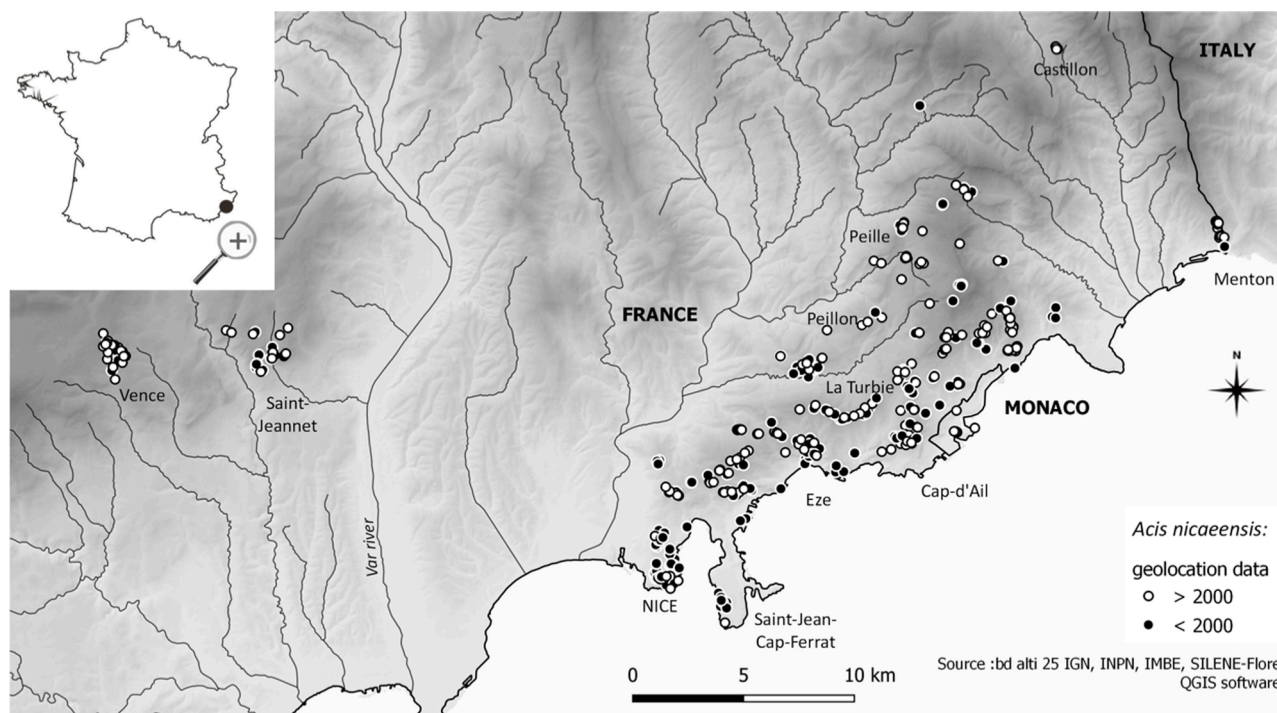 ITALY
Castillon
Peille
Menton
FRANCE
Peillon
Vence
Saint-
Jeannet
La Turbie
MONACO
Cap-d'Ail
Eze
Var river
NICE
Saint-Jean-
Cap-Ferrat
N
Acis nicaeensis:
geolocation data
> 2000
< 2000
0 5 10 km
Source :bd alti 25 IGN, INPN, IMBE, SILENE-Flore
QGIS software